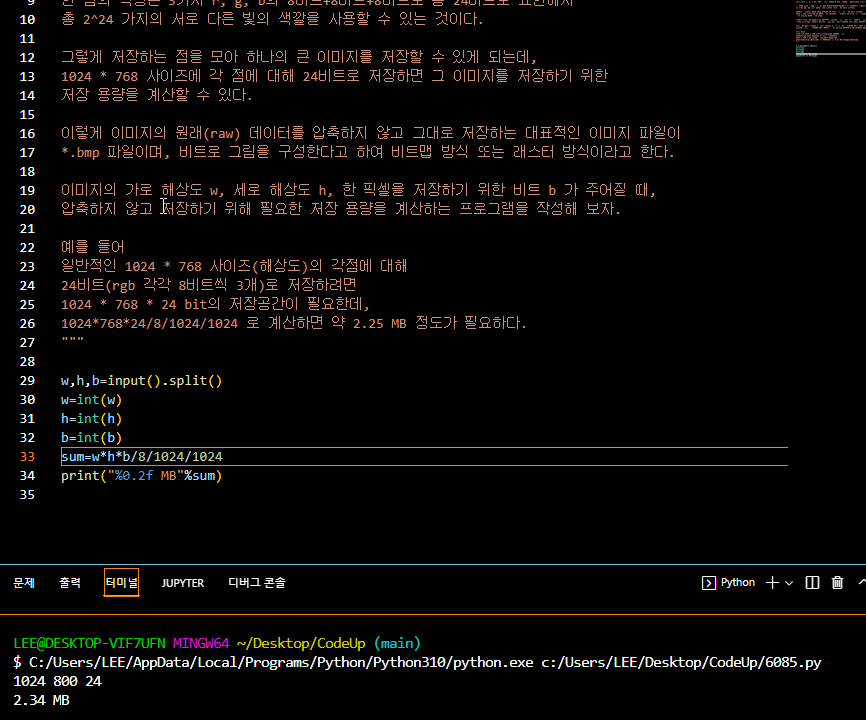 10 총 2^24 가지의 서로 다른 빛의 색깔을 사용할 수 있는 것이다.
11
12 그렇게 저장하는 점을 모아 하나의 큰 이미지를 저장할 수 있게 되는데,
13 1024 * 768 사이즈에 각 점에 대해 24비트로 저장하면 그 이미지를 저장하기 위한
14 저장 용량을 계산할 수 있다.
15
16 이렇게 이미지의 원래(raw) 데이터를 압축하지 않고 그대로 저장하는 대표적인 이미지 파일이
17 *.bmp 파일이며, 비트로 그림을 구성한다고 하여 비트맵 방식 또는 래스터 방식이라고 한다.
18
19 이미지의 가로 해상도 w, 세로 해상도 h, 한 픽셀을 저장하기 위한 비트 b 가 주어질 때,
20 압축하지 않고 저장하기 위해 필요한 저장 용량을 계산하는 프로그램을 작성해 보자.
21
22 예를 들어
23 일반적인 1024 * 768 사이즈(해상도)의 각점에 대해
24 24비트(rgb 각각 8비트씩 3개)로 저장하려면
25 1024 * 768 * 24 bit의 저장공간이 필요한데,
26 1024*768*24/8/1024/1024 로 계산하면 약 2.25 MB 정도가 필요하다.
27 """
28
29 w,h,b=input().split()
30 w=int(w)
31 h=int(h)
32 b=int(b)
33 sum=w*h*b/8/1024/1024
34 print("%0.2f MB"%sum)
35
문제 출력 터미널 JUPYTER 디버그 콘솔 Python
LEE@DESKTOP-VIF7UFN MINGW64 ~/Desktop/CodeUp (main)
$ C:/Users/LEE/AppData/Local/Programs/Python/Python310/python.exe c:/Users/LEE/Desktop/CodeUp/6085.py
1024 800 24
2.34 MB